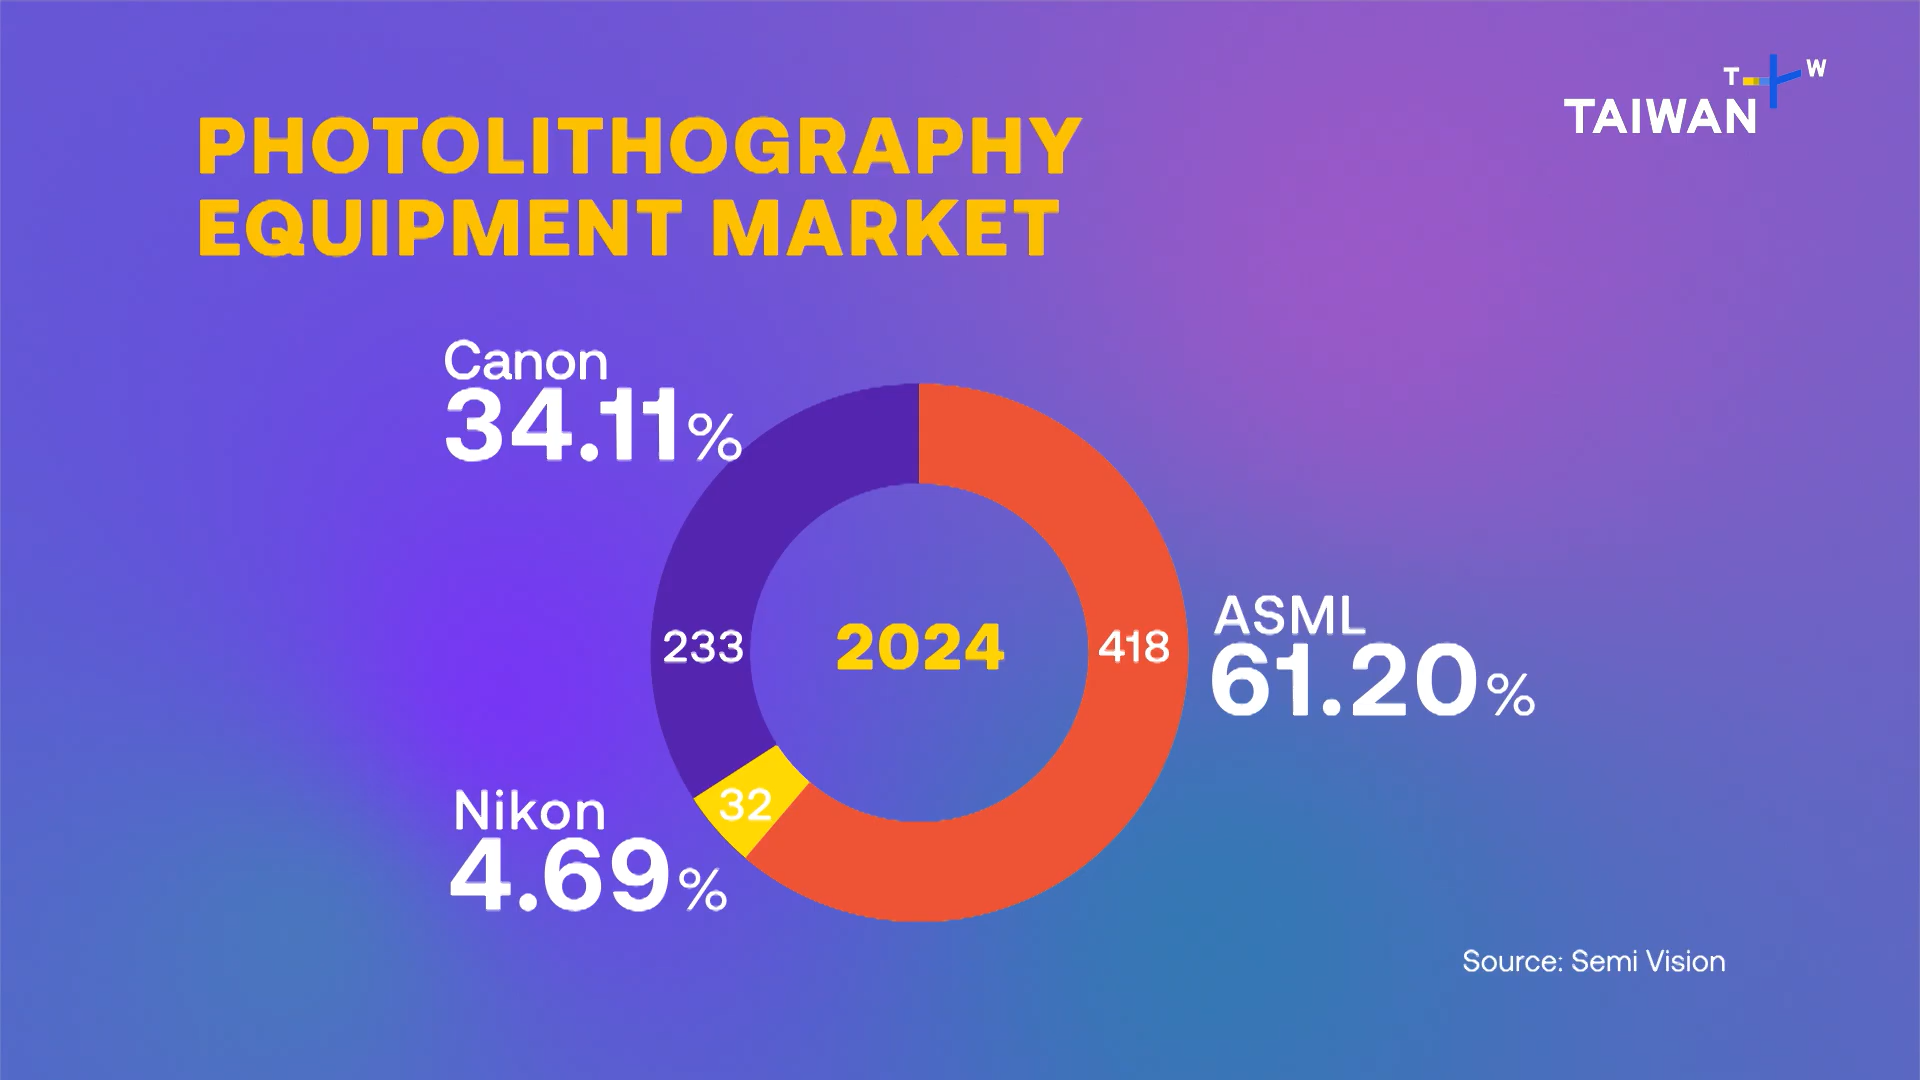 T W
TAIWAN
PHOTOLITHOGRAPHY
EQUIPMENT MARKET
Canon
34.11%
233
2024
418
ASML
61.20%
32
Nikon
4.69%
Source: Semi Vision